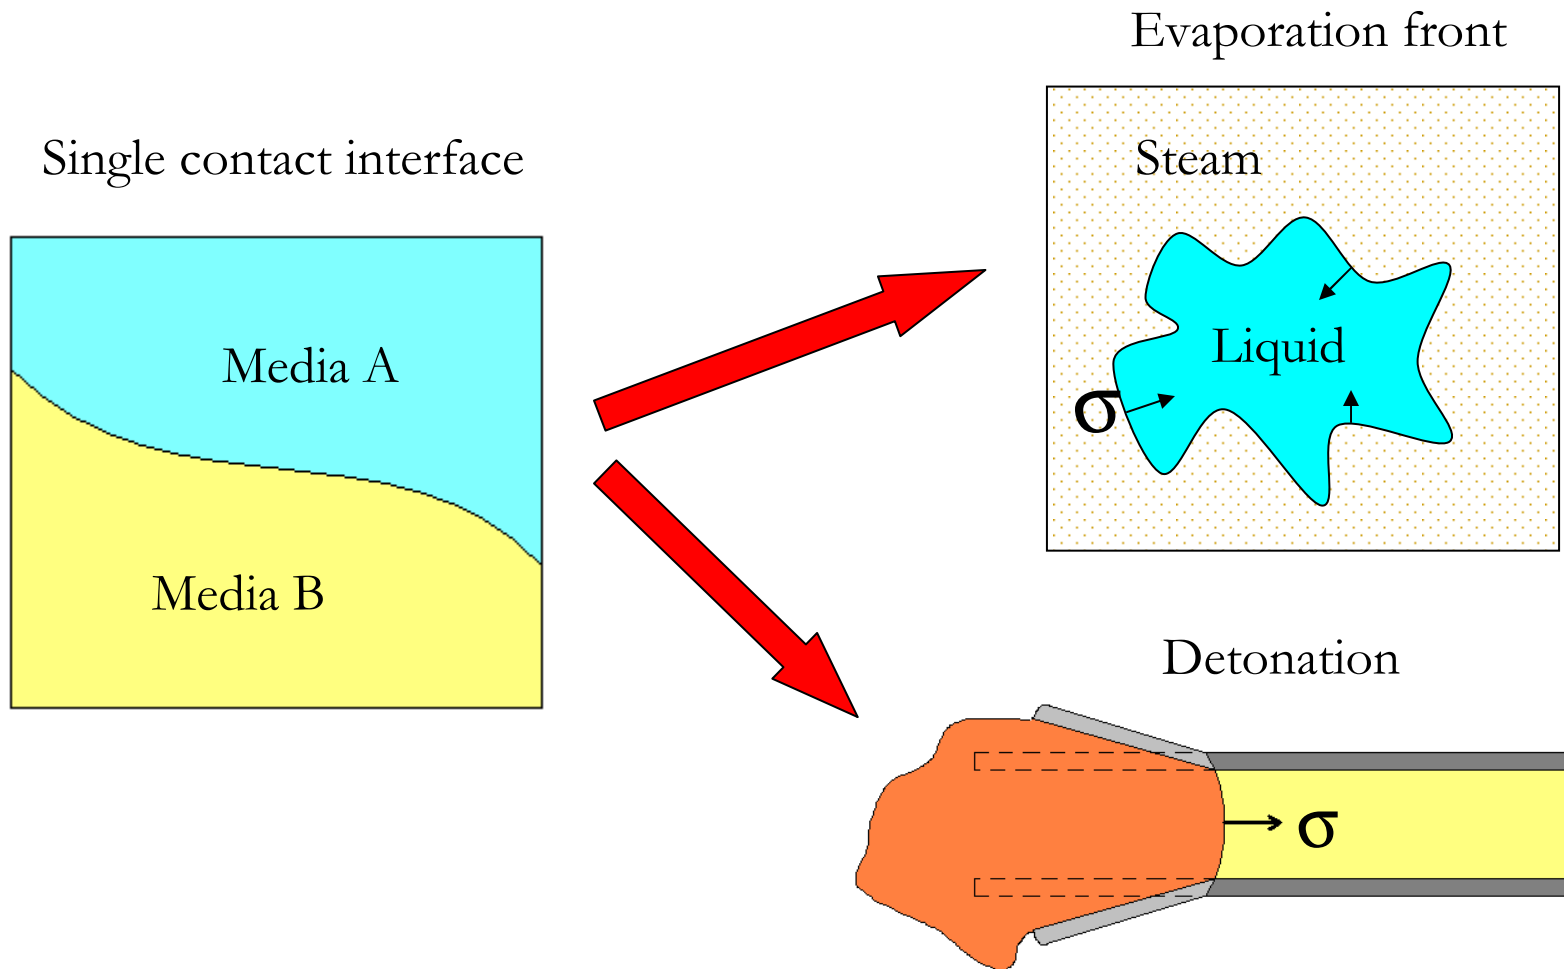 Single contact interface
Media A
Media B
Evaporation front
Steam
Liquid
σ
Detonation
σ